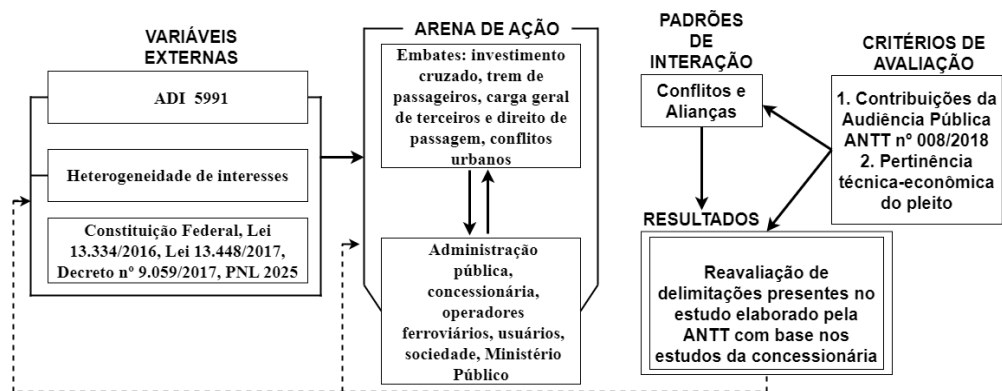 VARIÁVEIS
EXTERNAS
ADI 5991
Heterogneidade de interesses
Constituição Federal, Lei
13.334/2016, Lei 13.448/2017,
Decreto nº 9.059/2017, PNL 2025
ARENA DE AÇÃO
Embates: investimento
cruzado, trem de
passageiros, carga geral
de terceiros e direito de
passagem, conflitos
urbanos
Administração
pública,
concessionária,
operadores
ferroviários, usuários,
sociedade, Ministério
Público
PADRÕES
DE
INTERAÇÃO
Conflitos e
Alianças
CRITÉRIOS DE
AVALIAÇÃO
1. Contribuições da
Audiência Pública
ANTT nº 008/2018
2. Pertinência
técnica-econômica
do pleito
RESULTADOS
Reavaliação de
delimitações presentes no
estudo elaborado pela
ANTT com base nos
estudos da concessionária